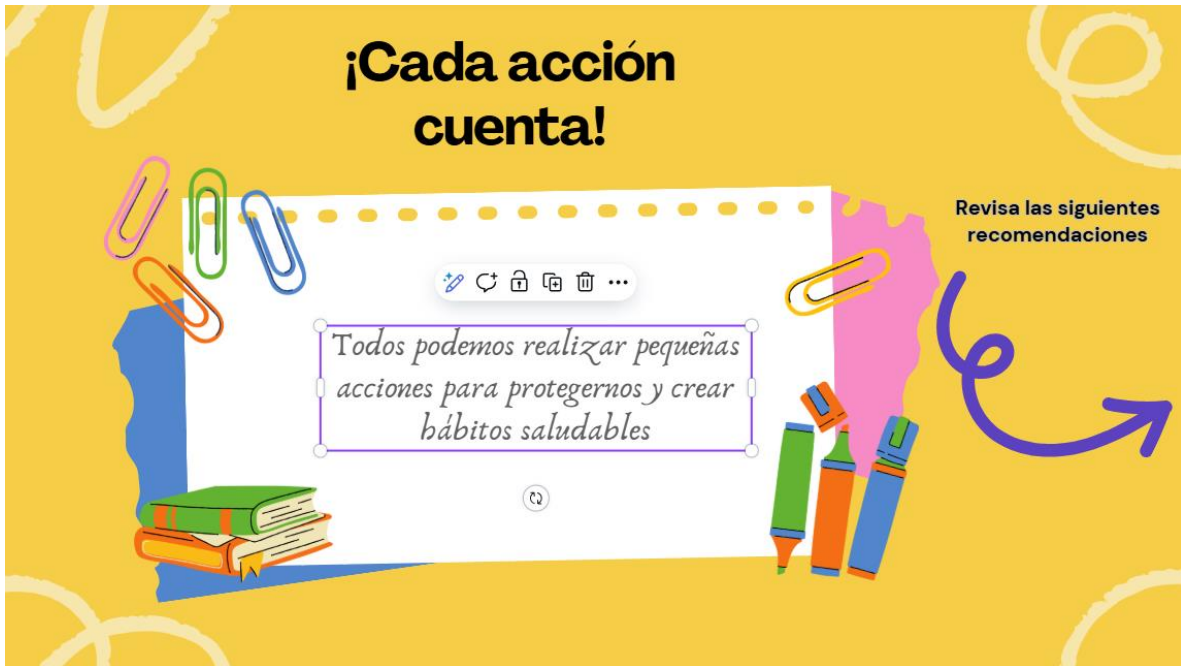 ¡Cada acción
cuenta!
Revisa las siguientes
recomendaciones
Todos podemos realizar pequeñas
acciones para protegernos y crear
hábitos saludables